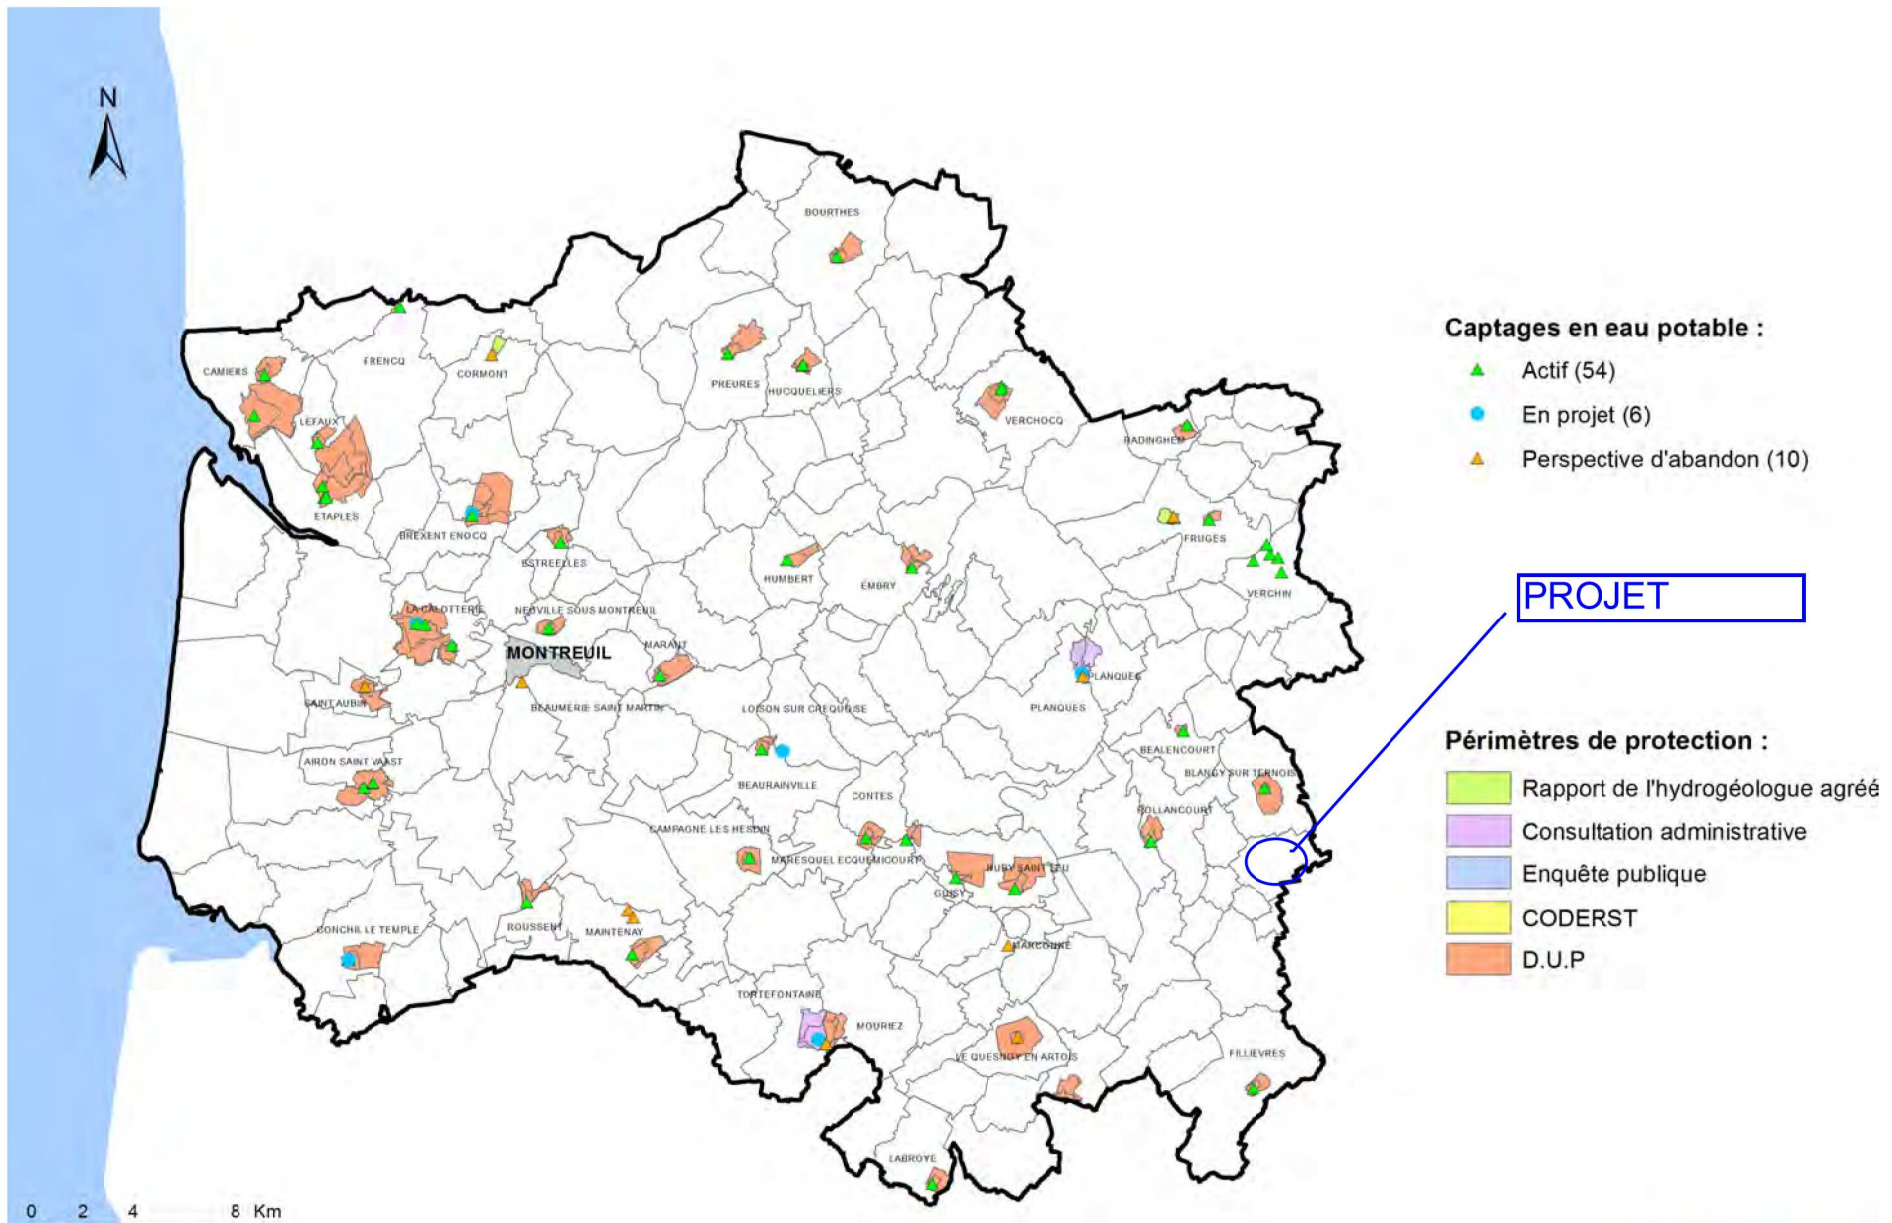 N
BOURTHES
FRENCQ
CAMIERS
CORMONT
PREURES
HUCQUELIERS
LEFAUX
VERCHOCQ
RADINGHEM
ETAPLES
BREXENT ENOCQ
FRUGES
ESTREELLES
HUMBERT
EMBRY
VERCHIN
LA CALOTTERIE
NEUVILLE SOUS MONTREUIL
MONTREUIL
MARANT
PLANQUES
SAINT AUBIN
BEAUMERIE SAINT MARTIN
LOISON SUR CREQUOISE
PLANQUES
BEALENCOURT
AIRON SAINT VAAST
BLANGY SUR TERNOISE
BEAURAINVILLE
CONTES
ROLLANCOURT
CAMPAGNE LES HESDIN
MARESQUEL ECQUEMICOURT
HUBY SAINT LEU
GUISY
ROUSSENT
MAINTENAY
CONCHIL LE TEMPLE
MARCONNE
TORTEFONTAINE
MOURIEZ
LE QUESNOY EN ARTOIS
FILLIEVRES
LABROYE
0 2 4 8 Km
Captages en eau potable :
Actif (54)
En projet (6)
Perspective d'abandon (10)
PROJET
Périmètres de protection :
Rapport de l'hydrogéologue agréé
Consultation administrative
Enquête publique
CODERST
D.U.P